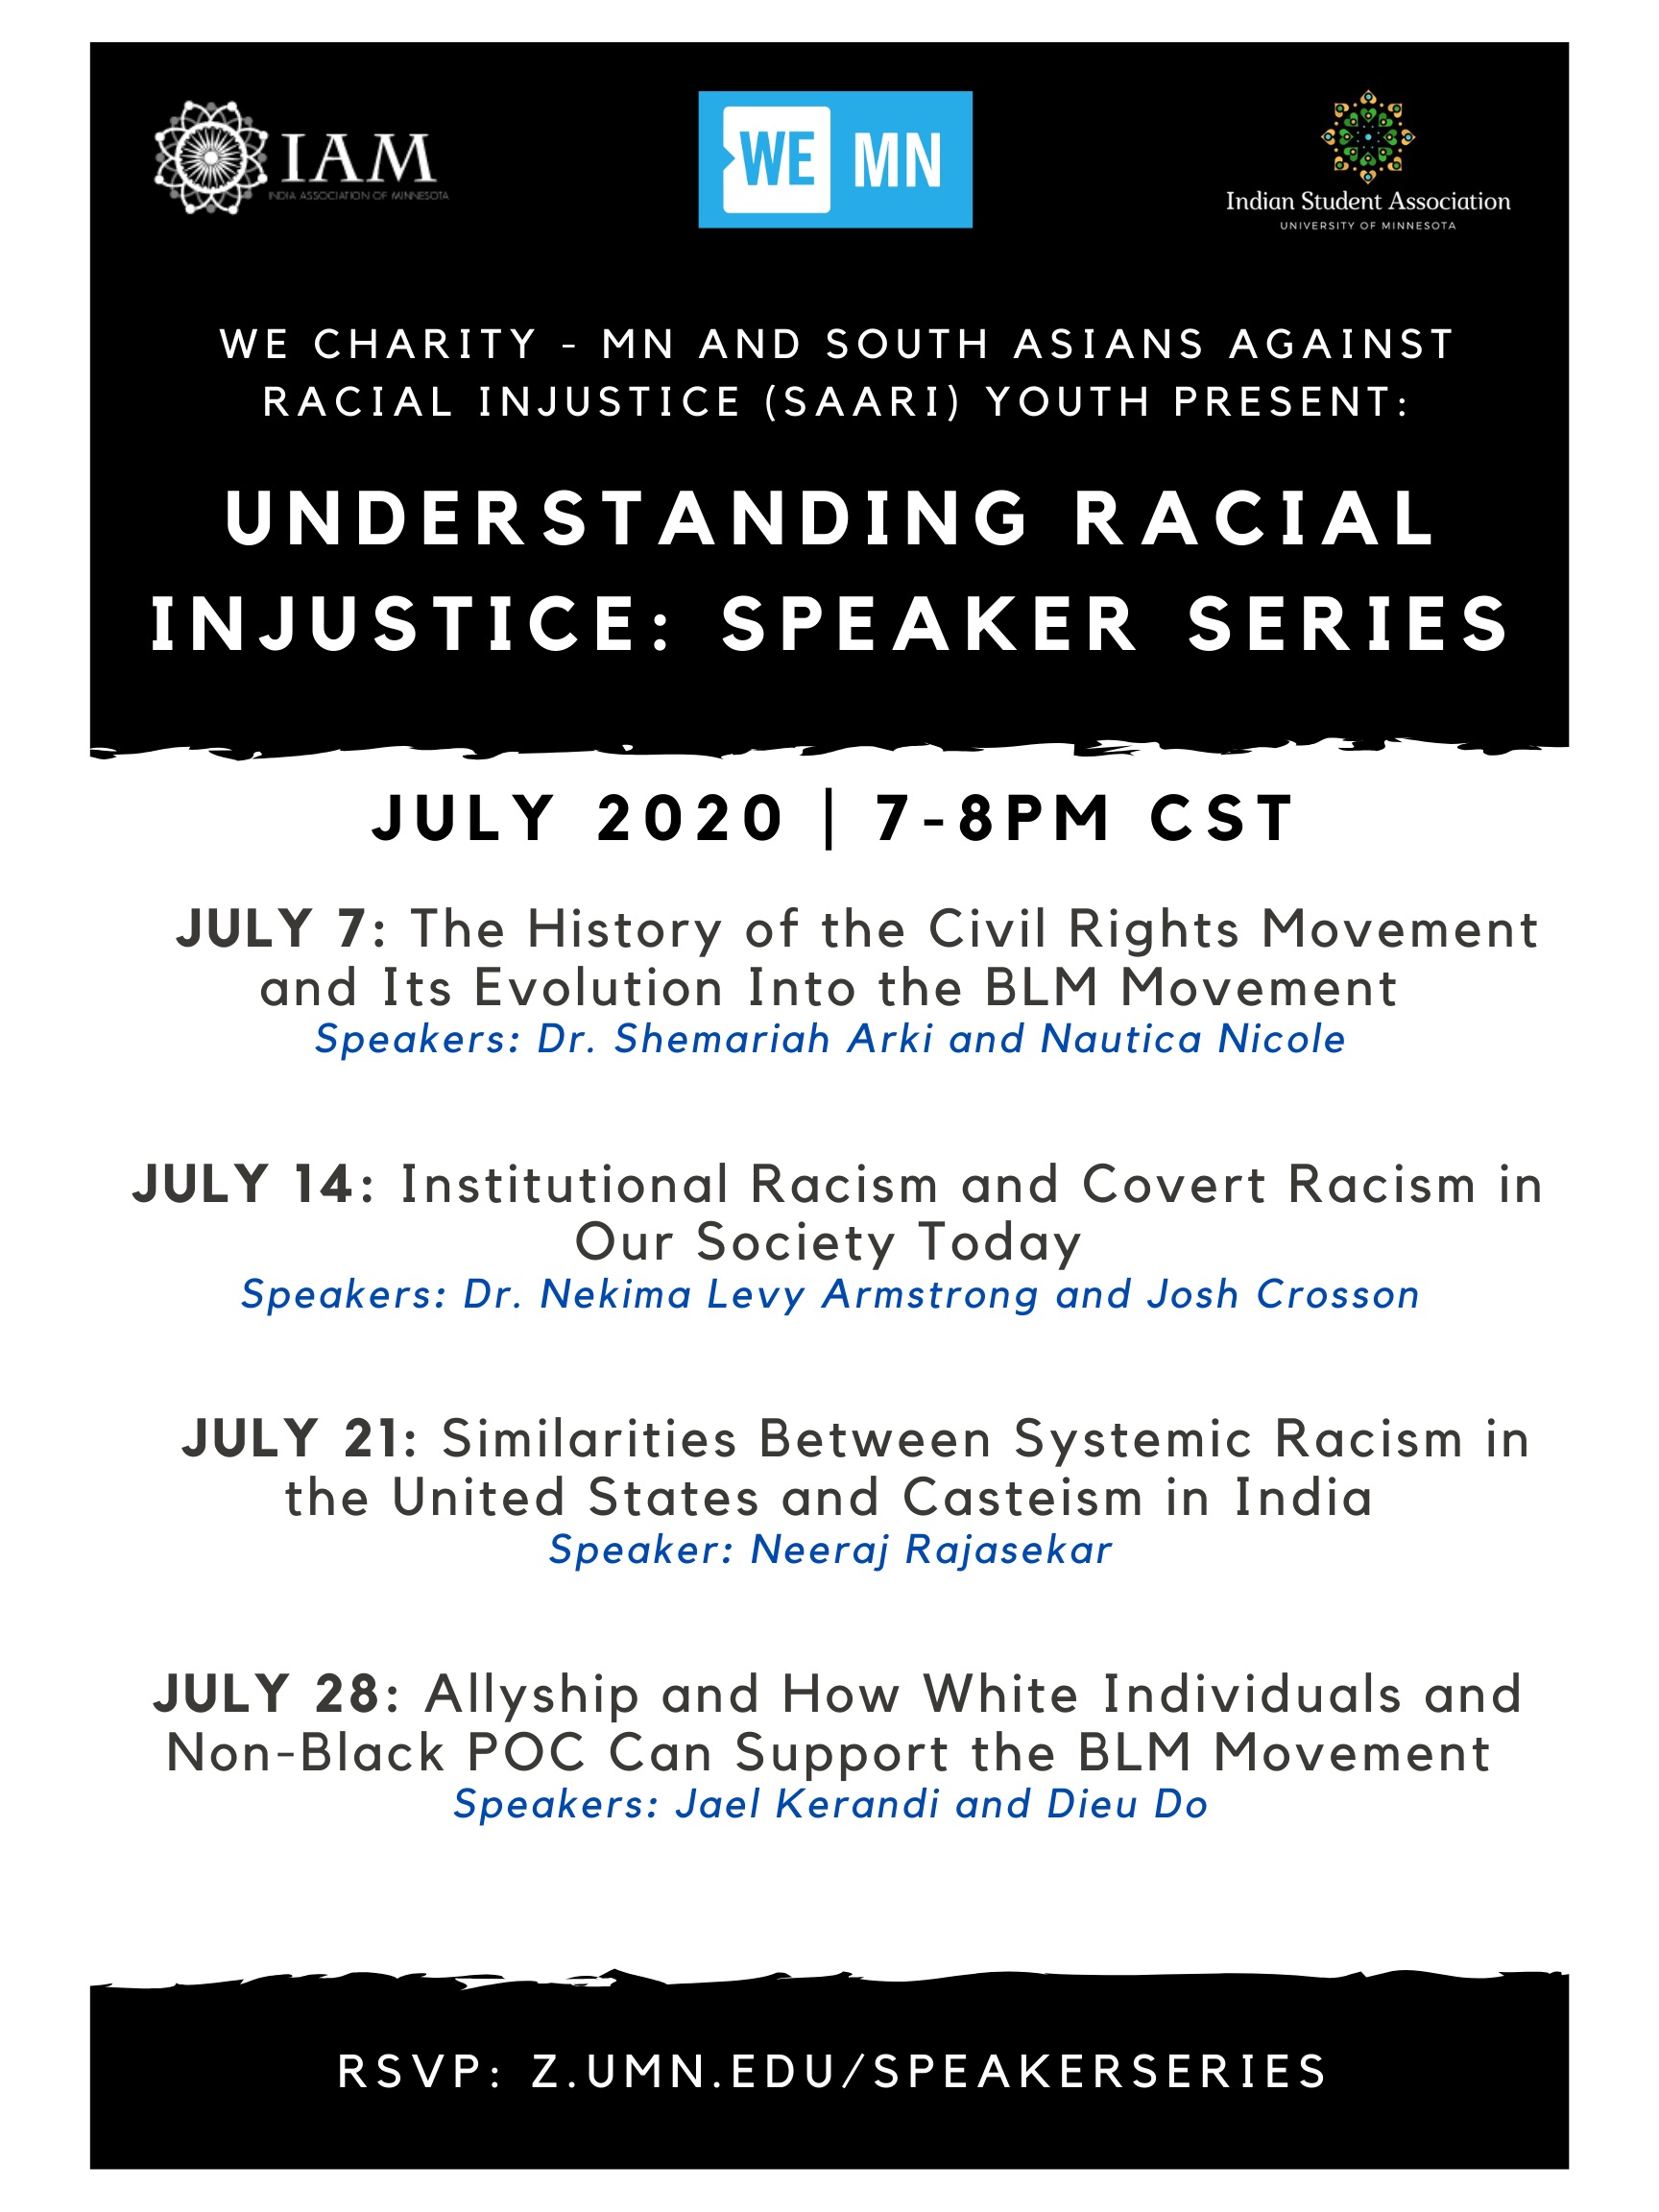 IAM
INDIA ASSOCIATION OF MINNESOTA
WE MN
Indian Student Association
UNIVERSITY OF MINNESOTA
WE CHARITY - MN AND SOUTH ASIANS AGAINST
RACIAL INJUSTICE (SAARI) YOUTH PRESENT:
UNDERSTANDING RACIAL
INJUSTICE: SPEAKER SERIES
JULY 2020 | 7-8PM CST
JULY 7: The History of the Civil Rights Movement
and Its Evolution Into the BLM Movement
Speakers: Dr. Shemariah Arki and Nautica Nicole
JULY 14: Institutional Racism and Covert Racism in
Our Society Today
Speakers: Dr. Nekima Levy Armstrong and Josh Crosson
JULY 21: Similarities Between Systemic Racism in
the United States and Casteism in India
Speaker: Neeraj Rajasekar
JULY 28: Allyship and How White Individuals and
Non-Black POC Can Support the BLM Movement
Speakers: Jael Kerandi and Dieu Do
RSVP: Z.UMN.EDU/SPEAKERSERIES